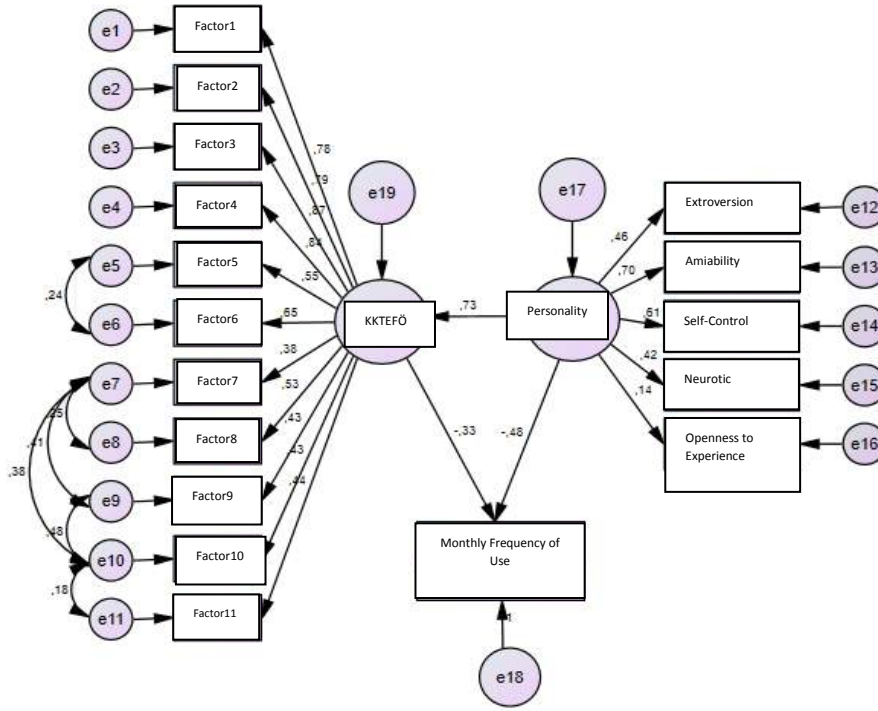 e1
Factor1
e2
Factor2
e3
Factor3
e4
Factor4
e5
Factor5
e6
Factor6
e7
Factor7
e8
Factor8
e9
Factor9
e10
Factor10
e11
Factor11
,24
,25
,41
,38
,48
,18
,78
,79
,87
,84
,55
,65
,38
,53
,43
,43
,44
e19
KKTEFÖ
,73
e17
Personality
,46
,70
,61
,42
,14
Extroversion
e12
Amiability
e13
Self-Control
e14
Neurotic
e15
Openness to
Experience
e16
-,33
-,48
Monthly Frequency of
Use
1
e18